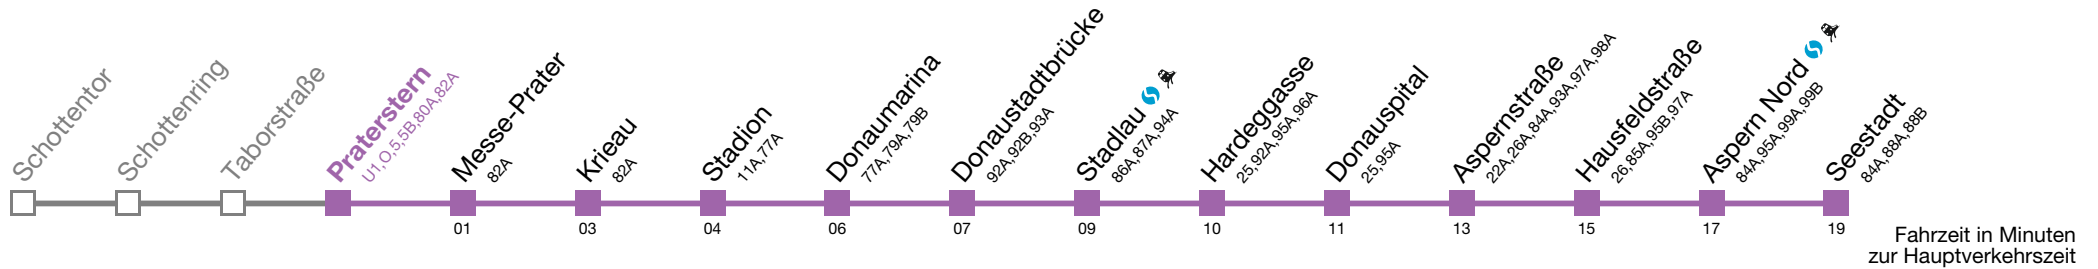 Schottentor
Schottenring
Taborstraße
Praterstern
U1,O,5,5B,80A,82A
Messe-Prater
82A
Krieau
82A
Stadion
11A,77A
Donaumarina
77A,79A,79B
Donaustadtbrücke
92A,92B,93A
Stadlau
86A,87A,94A
Hardeggasse
25,92A,95A,96A
Donauspital
25,95A
Aspernstraße
22A,26A,84A,93A,97A,98A
Hausfeldstraße
26,85A,95B,97A
Aspern Nord
84A,95A,99A,99B
Seestadt
84A,88A,88B
01
03
04
06
07
09
10
11
13
15
17
19
Fahrzeit in Minuten
zur Hauptverkehrszeit